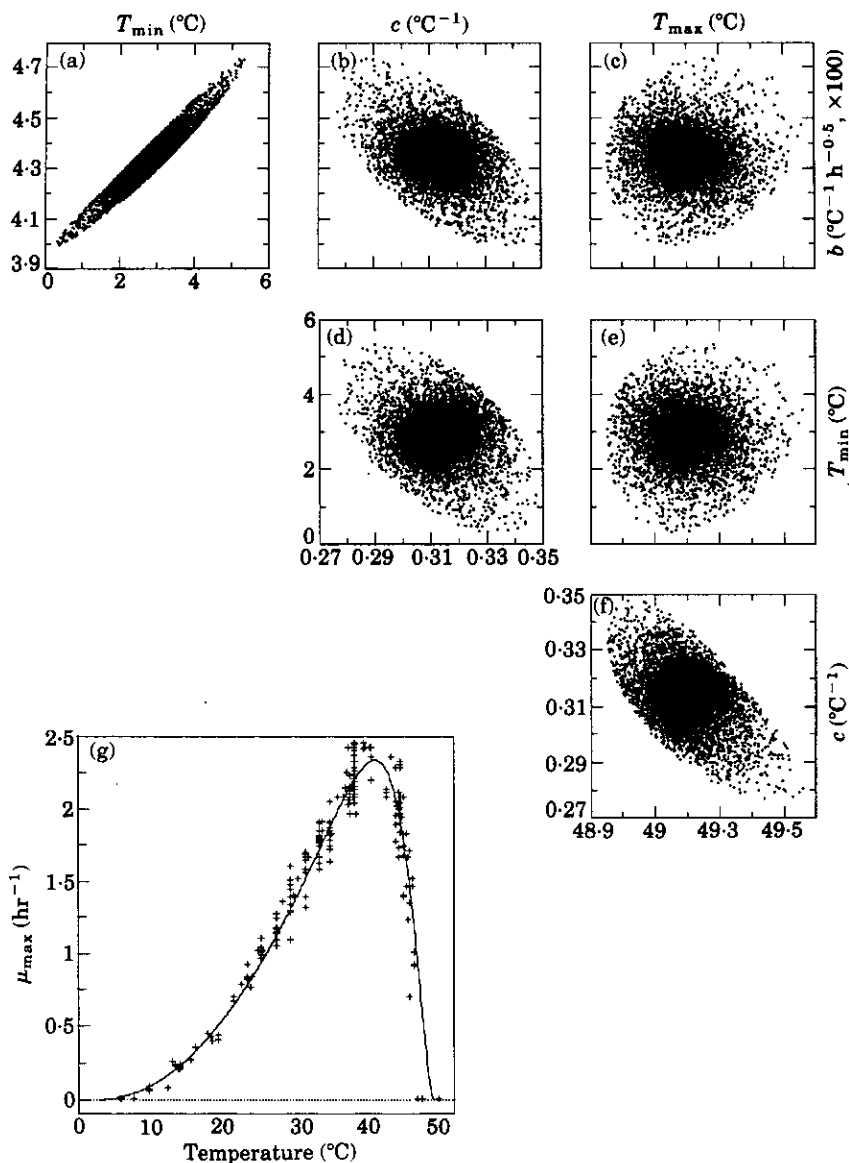 T_min (°C) c (°C⁻¹) T_max (°C)
(a) (b) (c)
4·7
4·5
4·3
4·1
3·9
0 2 4 6
b (°C⁻¹ h⁻⁰·⁵, ×100)
(d) (e)
6
4
2
0
0·27 0·29 0·31 0·33 0·35
T_min (°C)
(f)
0·35
0·33
0·31
0·29
0·27
48·9 49 49·3 49·5
c (°C⁻¹)
(g)
2·5
2
1·5
1
0·5
0
μ_max (hr⁻¹)
0 10 20 30 40 50
Temperature (°C)